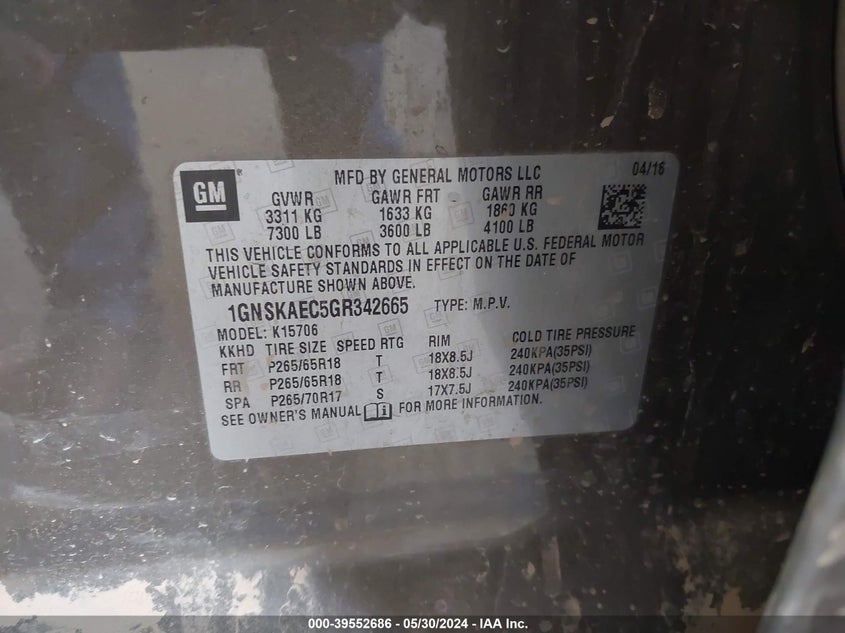 GM
MFD BY GENERAL MOTORS LLC 04/16
GVWR GAWR FRT GAWR RR
3311 KG 1633 KG 1860 KG
7300 LB 3600 LB 4100 LB
THIS VEHICLE CONFORMS TO ALL APPLICABLE U.S. FEDERAL MOTOR
VEHICLE SAFETY STANDARDS IN EFFECT ON THE DATE OF
MANUFACTURE SHOWN ABOVE.
1GNSKAEC5GR342665 TYPE: M.P.V.
MODEL: K15706
KKHD TIRE SIZE SPEED RTG RIM COLD TIRE PRESSURE
FRT P265/65R18 T 18X8.5J 240KPA(35PSI)
RR P265/65R18 T 18X8.5J 240KPA(35PSI)
SPA P265/70R17 S 17X7.5J 240KPA(35PSI)
SEE OWNER'S MANUAL FOR MORE INFORMATION.
000-39552686 - 05/30/2024 - IAA Inc.